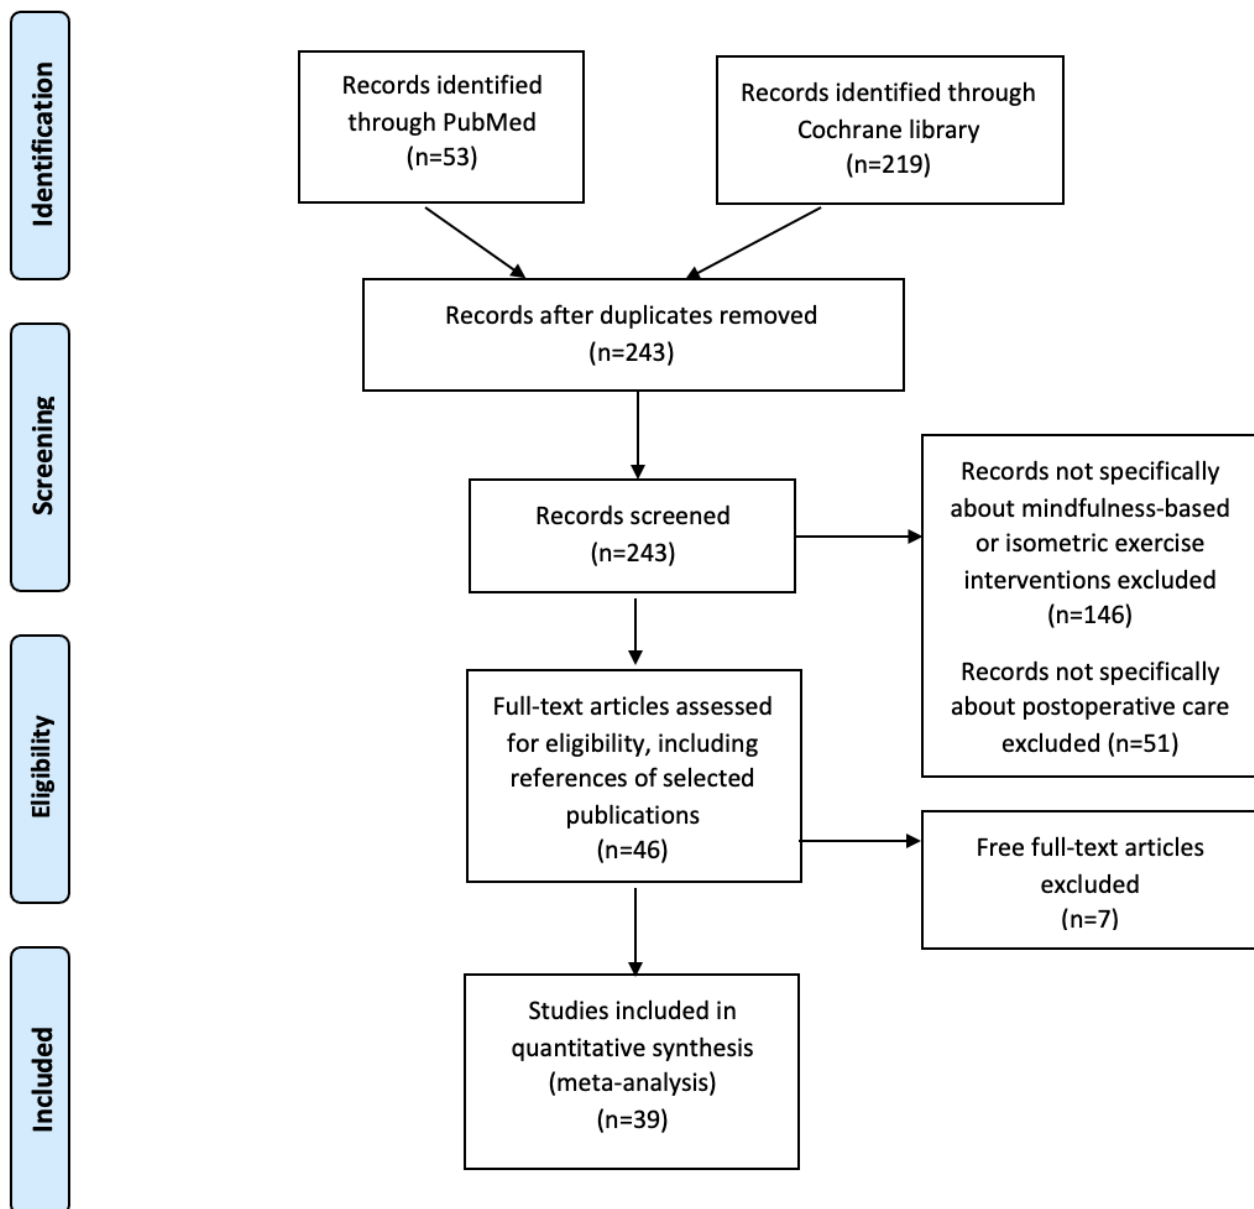 Identification
Records identified
through PubMed
(n=53)
Records identified through
Cochrane library
(n=219)
Records after duplicates removed
(n=243)
Screening
Records screened
(n=243)
Records not specifically
about mindfulness-based
or isometric exercise
interventions excluded
(n=146)
Records not specifically
about postoperative care
excluded (n=51)
Eligibility
Full-text articles assessed
for eligibility, including
references of selected
publications
(n=46)
Free full-text articles
excluded
(n=7)
Included
Studies included in
quantitative synthesis
(meta-analysis)
(n=39)